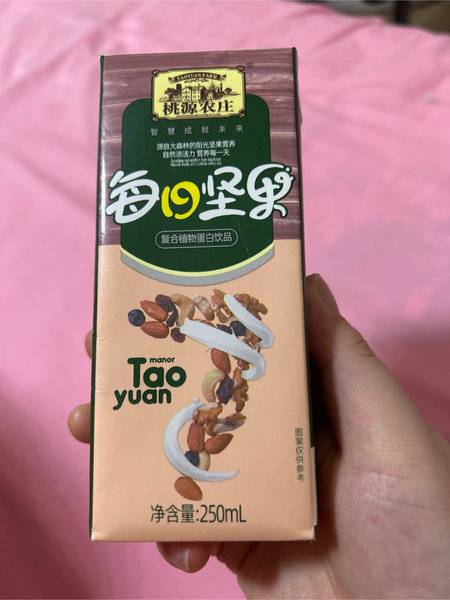 TAOYUAN FARM
桃源农庄
智慧成就未来
源自大森林的阳光坚果营养
自然添活力 营养每一天
每日坚果
复合植物蛋白饮品
manor
Tao
yuan
图案仅供参考
净含量:250mL